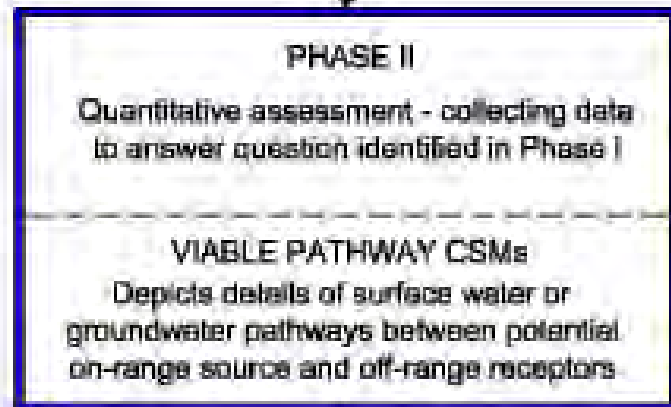 PHASE II
Quantitative assessment - collecting data
to answer question identified in Phase I
VIABLE PATHWAY CSMs
Depicts details of surface water or
groundwater pathways between potential
on-range source and off-range receptors